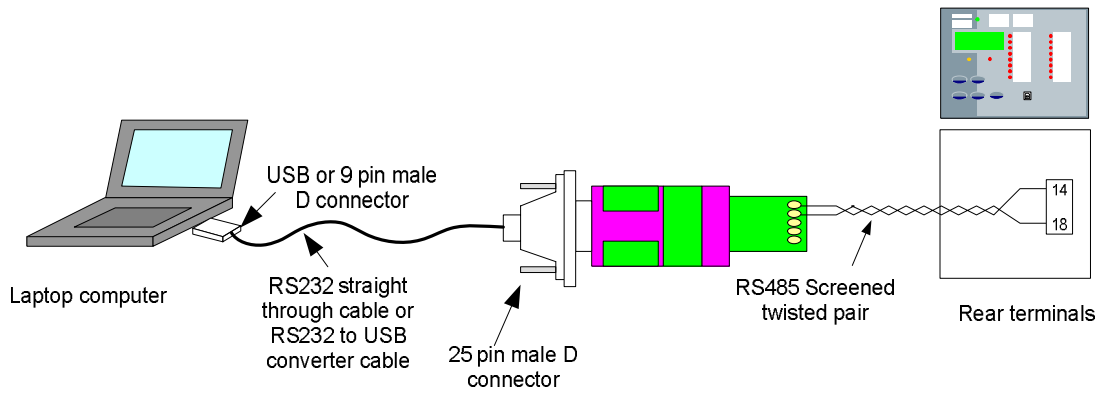 USB or 9 pin male
D connector
14
18
Laptop computer
RS232 straight
through cable or
RS232 to USB
converter cable
25 pin male D
connector
RS485 Screened
twisted pair
Rear terminals